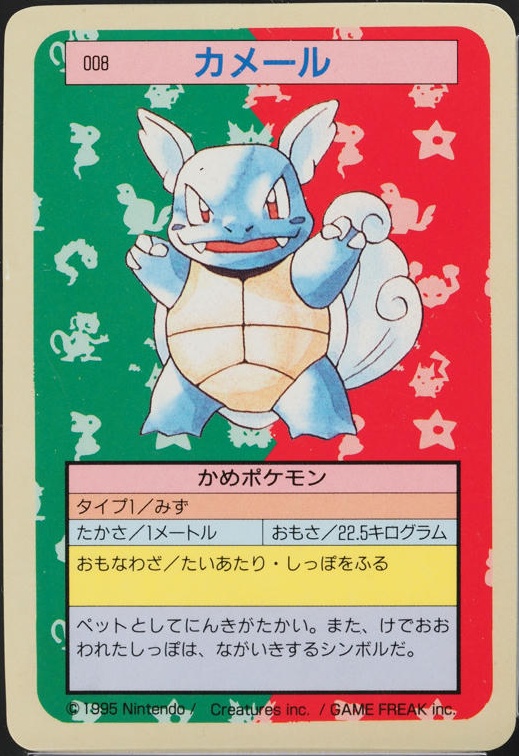 008 カメール
かめポケモン
タイプ1／みず
たかさ／1メートル おもさ／22.5キログラム
おもなわざ／たいあたり・しっぽをふる
ペットとしてにんきがたかい。また、けでおお
われたしっぽは、ながいきするシンボルだ。
© 1995 Nintendo / Creatures inc. / GAME FREAK inc.